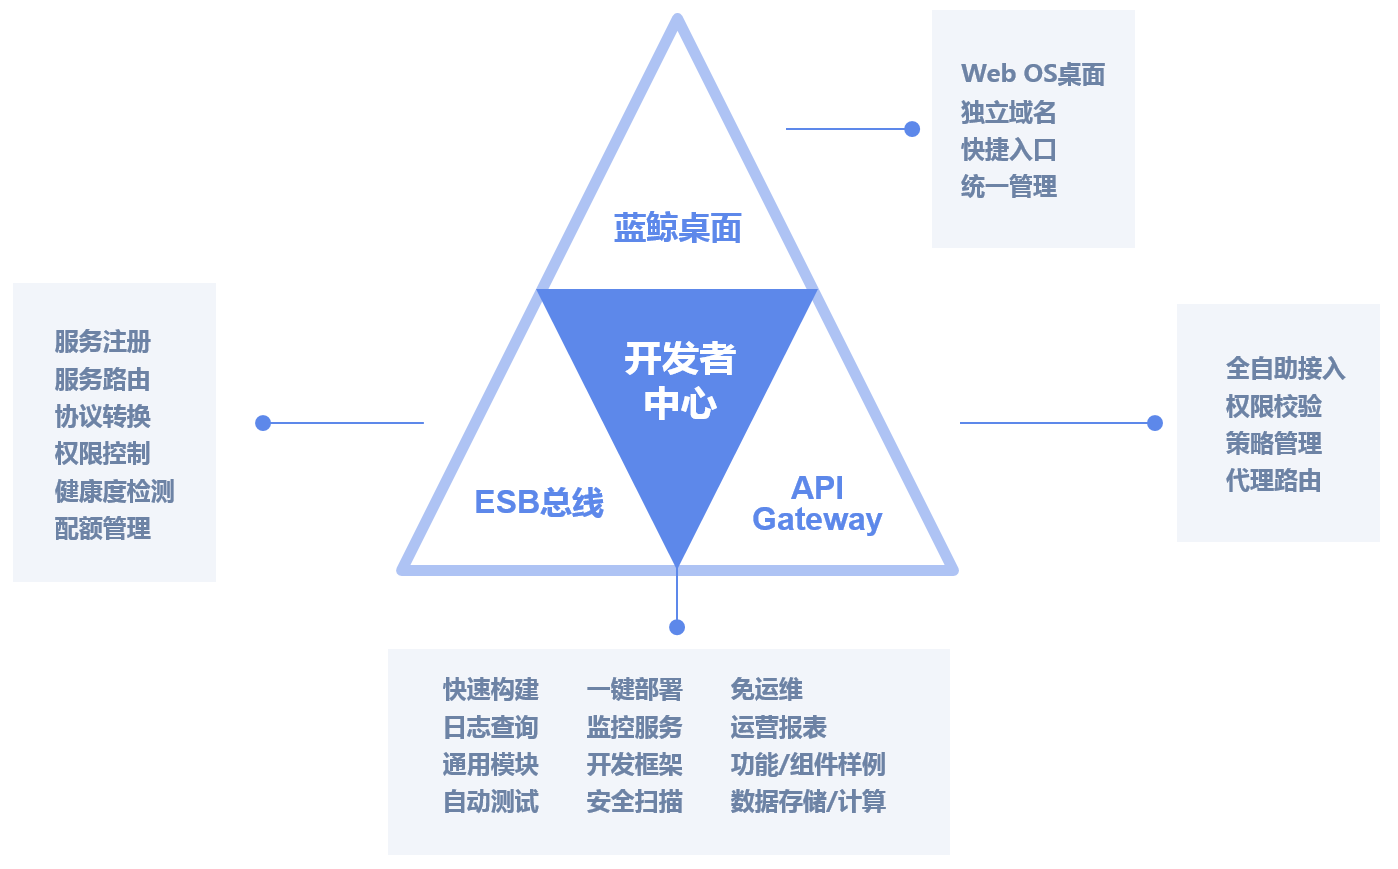 Web OS桌面
独立域名
快捷入口
统一管理
蓝鲸桌面
服务注册
服务路由
协议转换
权限控制
健康度检测
配额管理
开发者
中心
全自助接入
权限校验
策略管理
代理路由
ESB总线
API
Gateway
快速构建 一键部署 免运维
日志查询 监控服务 运营报表
通用模块 开发框架 功能/组件样例
自动测试 安全扫描 数据存储/计算